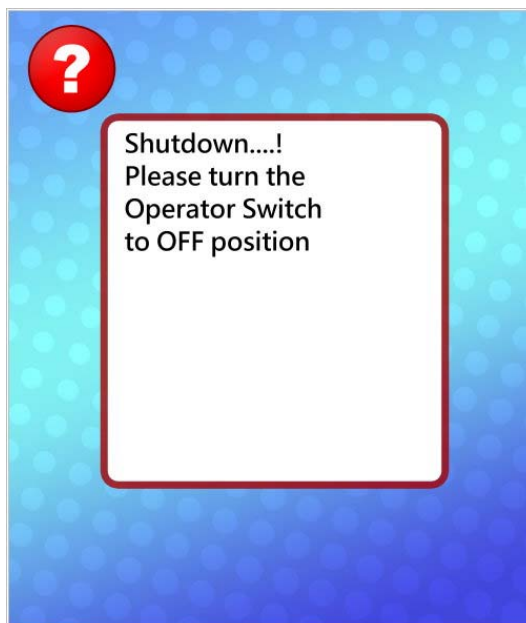 ?
Shutdown....!
Please turn the
Operator Switch
to OFF position